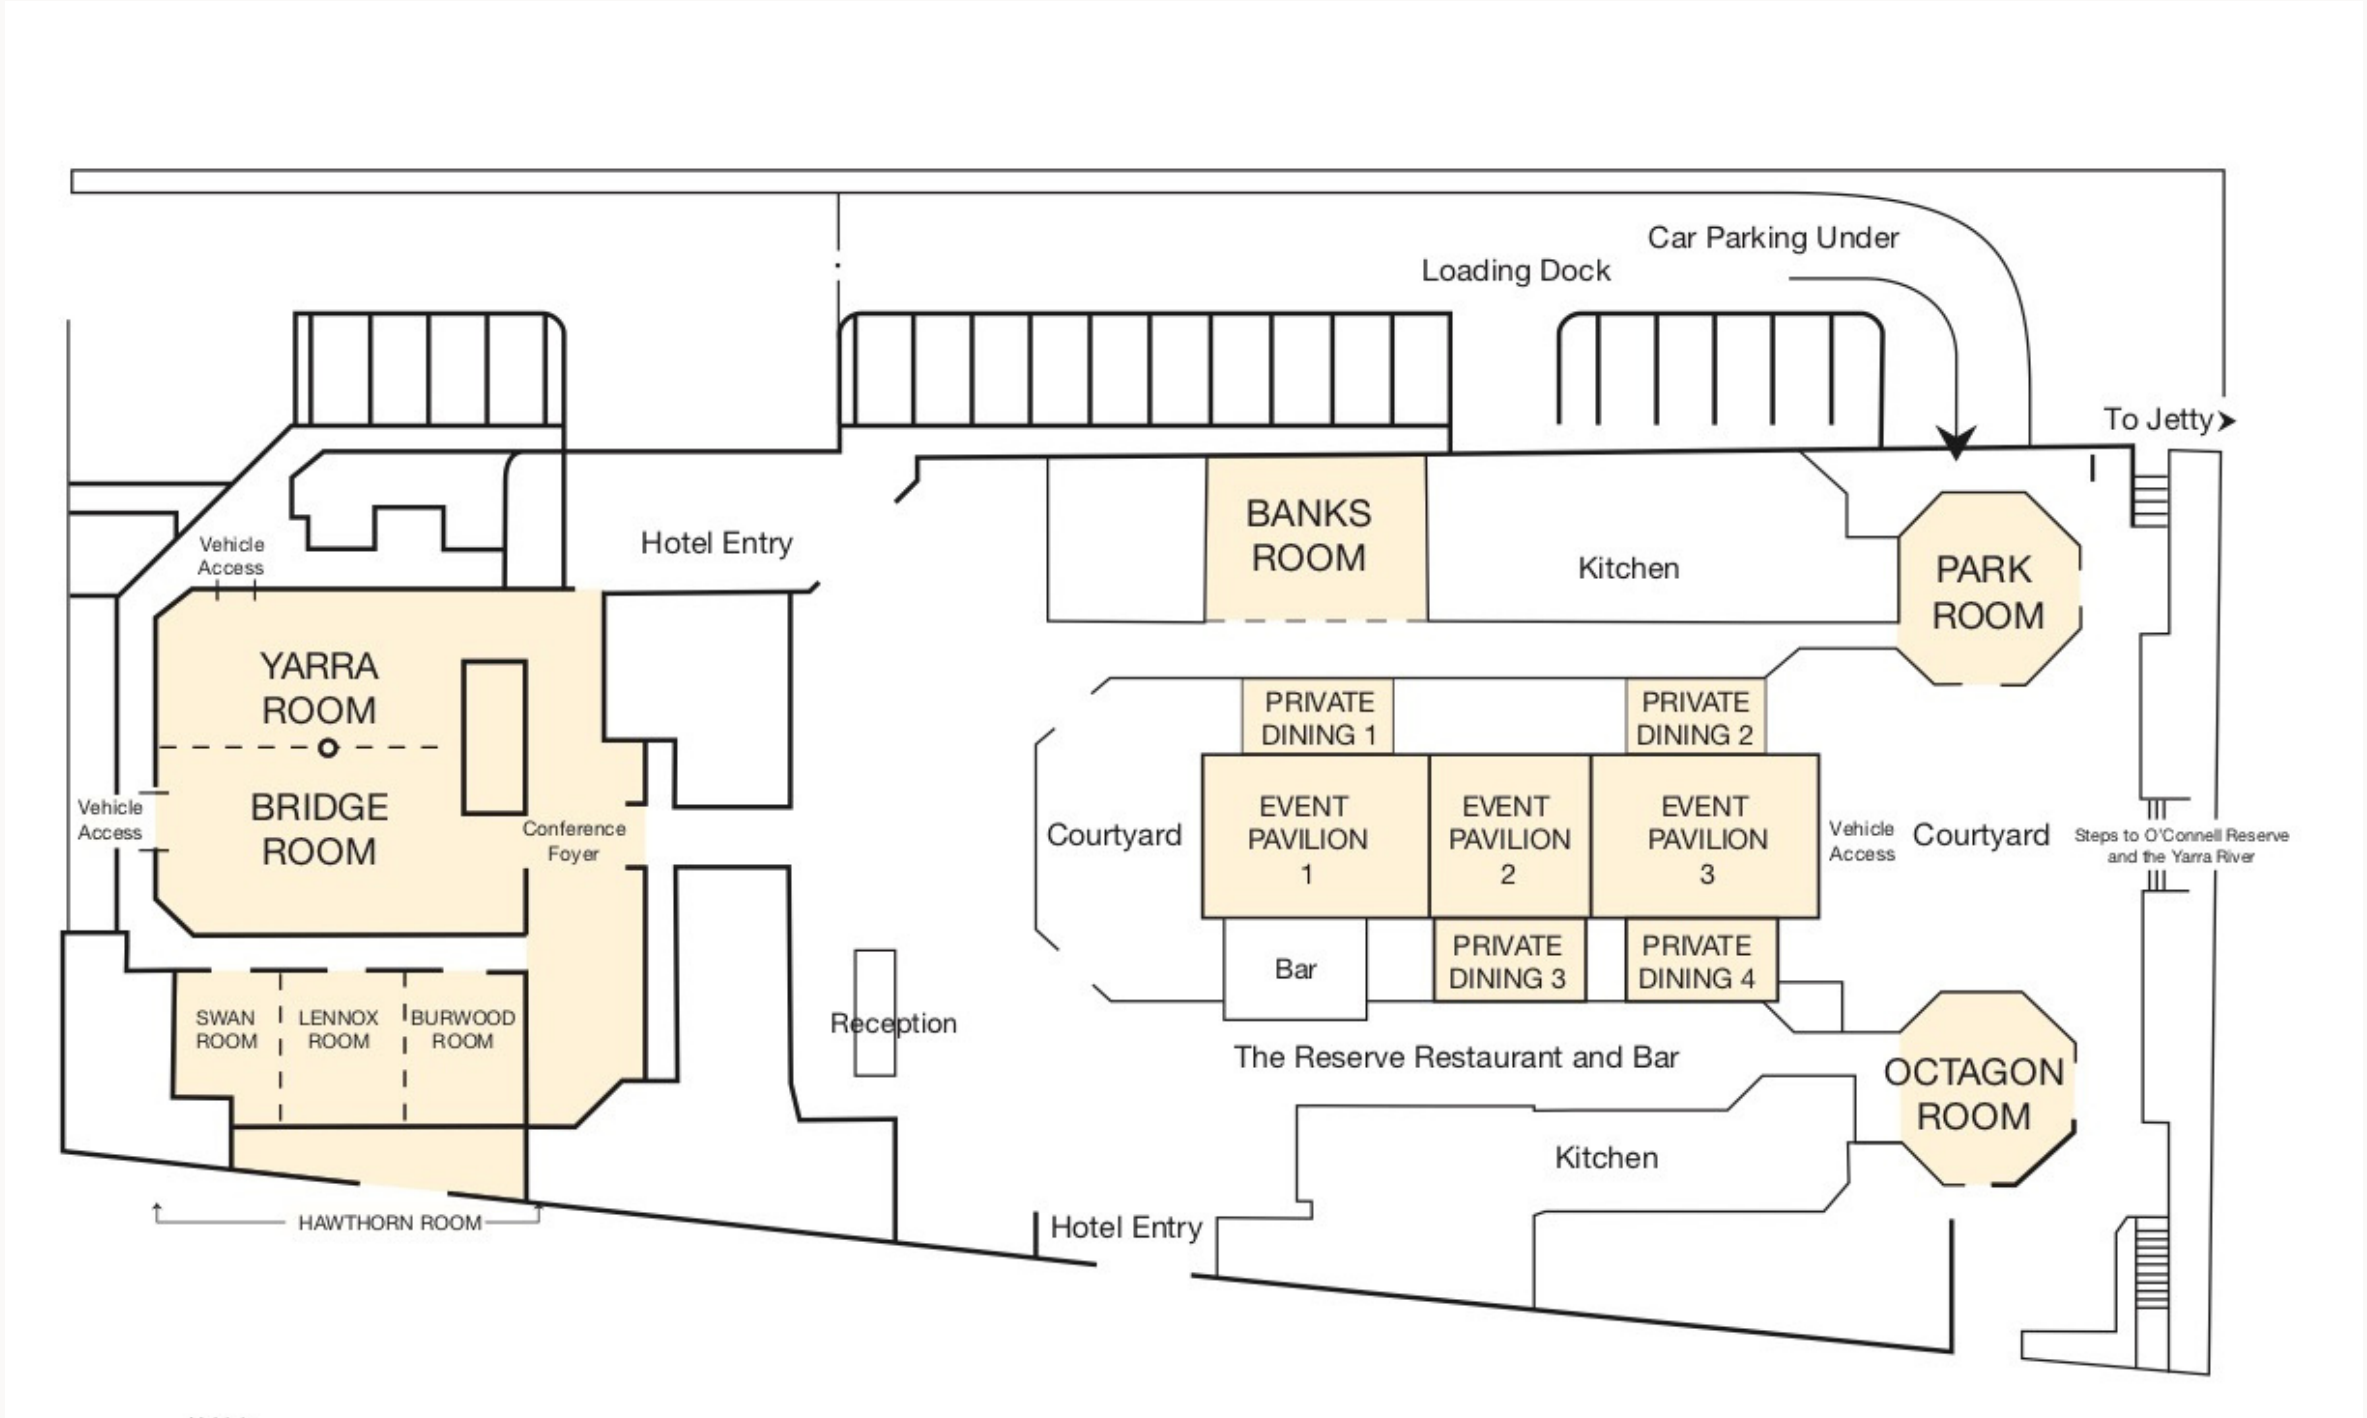 Car Parking Under
Loading Dock
To Jetty
BANKS
ROOM
Hotel Entry
Vehicle
Access
Kitchen
PARK
ROOM
YARRA
ROOM
PRIVATE
DINING 1
PRIVATE
DINING 2
BRIDGE
ROOM
Vehicle
Access
Conference
Foyer
Courtyard
EVENT
PAVILION
1
EVENT
PAVILION
2
EVENT
PAVILION
3
Vehicle
Access
Courtyard
Steps to O'Connell Reserve
and the Yarra River
Bar
PRIVATE
DINING 3
PRIVATE
DINING 4
SWAN
ROOM
LENNOX
ROOM
BURWOOD
ROOM
Reception
The Reserve Restaurant and Bar
OCTAGON
ROOM
Kitchen
HAWTHORN ROOM
Hotel Entry